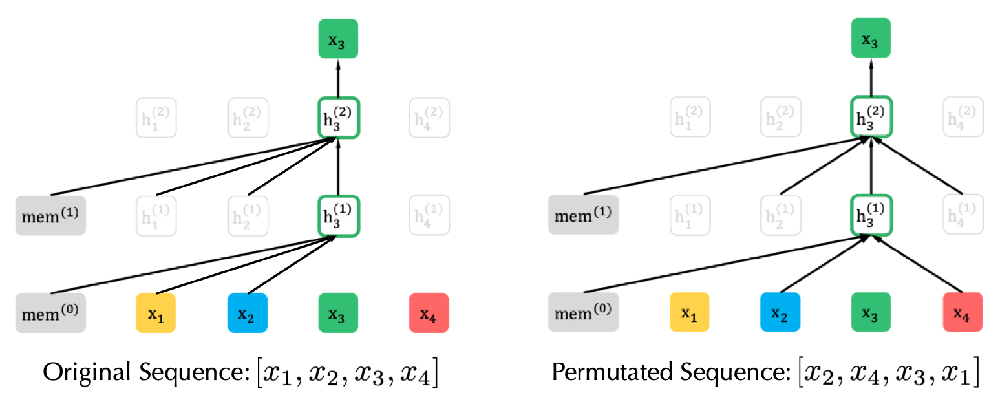 x₃ x₃
h₁⁽²⁾ h₂⁽²⁾ h₃⁽²⁾ h₄⁽²⁾ h₁⁽²⁾ h₂⁽²⁾ h₃⁽²⁾ h₄⁽²⁾
mem⁽¹⁾ h₁⁽¹⁾ h₂⁽¹⁾ h₃⁽¹⁾ h₄⁽¹⁾ mem⁽¹⁾ h₁⁽¹⁾ h₂⁽¹⁾ h₃⁽¹⁾ h₄⁽¹⁾
mem⁽⁰⁾ x₁ x₂ x₃ x₄ mem⁽⁰⁾ x₁ x₂ x₃ x₄
Original Sequence: [x₁, x₂, x₃, x₄] Permutated Sequence: [x₂, x₄, x₃, x₁]